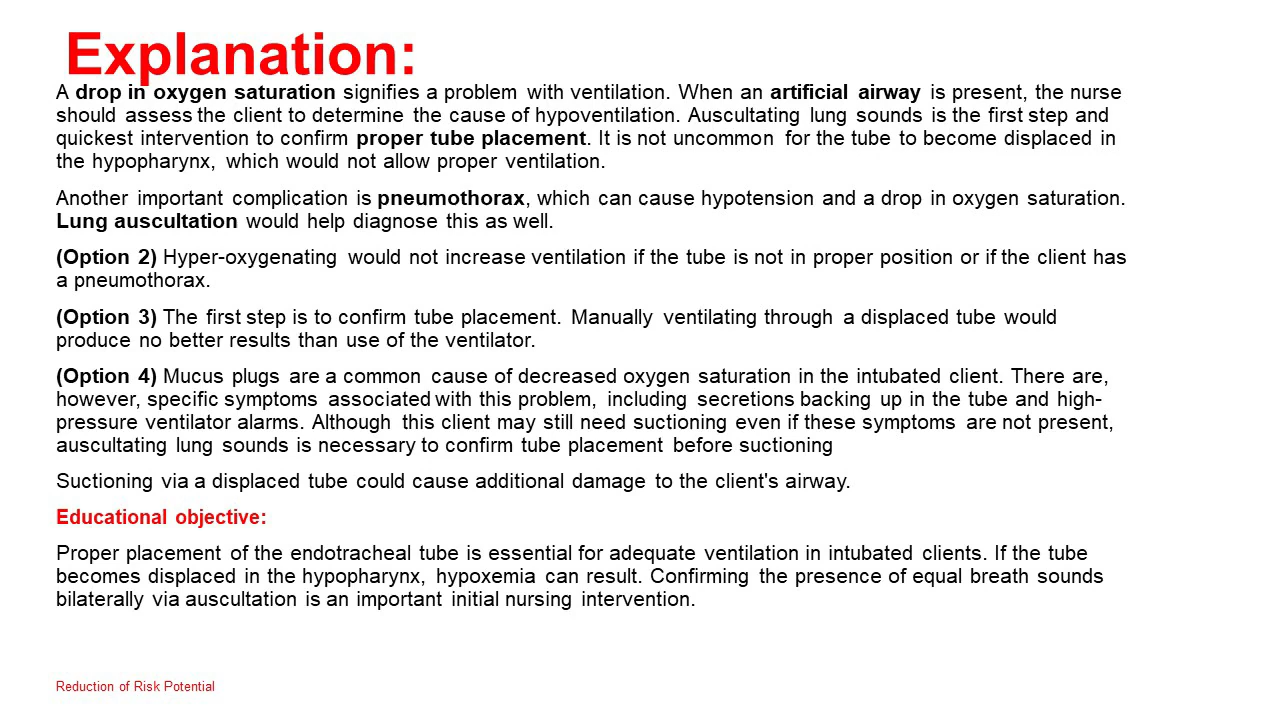 Explanation:
A drop in oxygen saturation signifies a problem with ventilation. When an artificial airway is present, the nurse
should assess the client to determine the cause of hypoventilation. Auscultating lung sounds is the first step and
quickest intervention to confirm proper tube placement. It is not uncommon for the tube to become displaced in
the hypopharynx, which would not allow proper ventilation.
Another important complication is pneumothorax, which can cause hypotension and a drop in oxygen saturation.
Lung auscultation would help diagnose this as well.
(Option 2) Hyper-oxygenating would not increase ventilation if the tube is not in proper position or if the client has
a pneumothorax.
(Option 3) The first step is to confirm tube placement. Manually ventilating through a displaced tube would
produce no better results than use of the ventilator.
(Option 4) Mucus plugs are a common cause of decreased oxygen saturation in the intubated client. There are,
however, specific symptoms associated with this problem, including secretions backing up in the tube and high-
pressure ventilator alarms. Although this client may still need suctioning even if these symptoms are not present,
auscultating lung sounds is necessary to confirm tube placement before suctioning
Suctioning via a displaced tube could cause additional damage to the client's airway.
Educational objective:
Proper placement of the endotracheal tube is essential for adequate ventilation in intubated clients. If the tube
becomes displaced in the hypopharynx, hypoxemia can result. Confirming the presence of equal breath sounds
bilaterally via auscultation is an important initial nursing intervention.
Reduction of Risk Potential